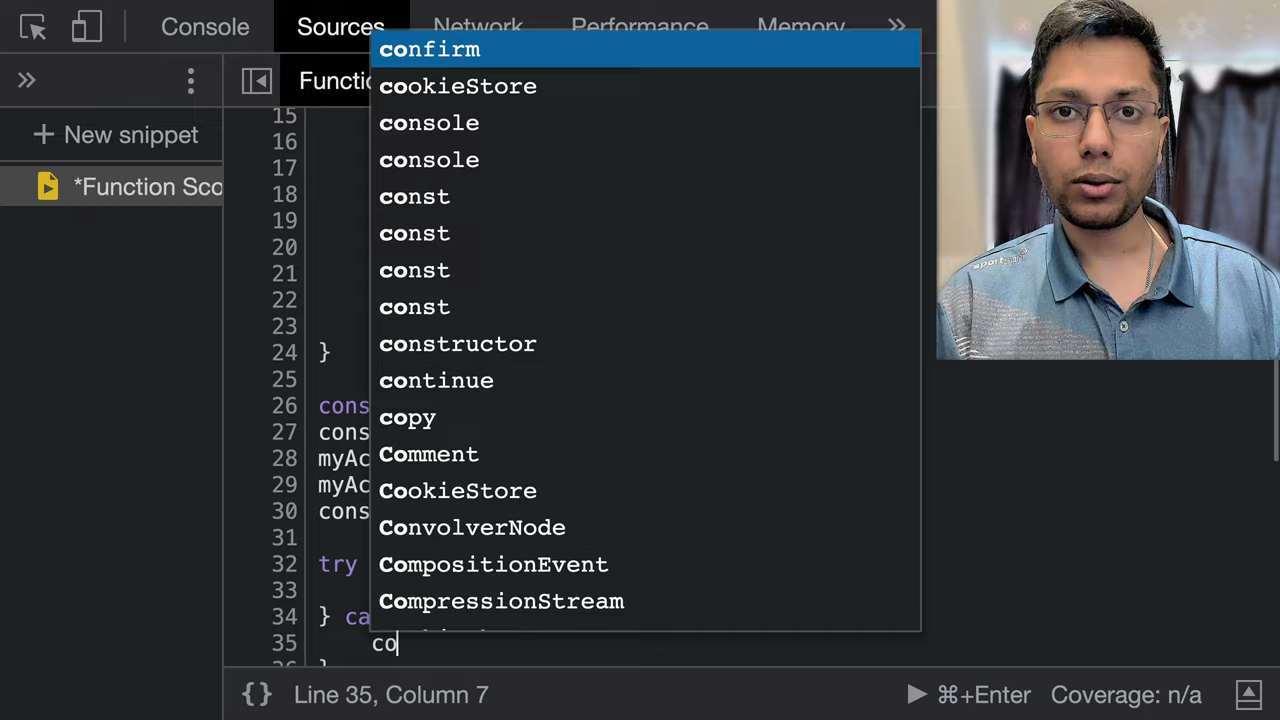 Console Sources Network Performance Memory »
» Functio
+ New snippet
*Function Sco
confirm
cookieStore
console
console
const
const
const
const
constructor
continue
copy
Comment
CookieStore
ConvolverNode
CompositionEvent
CompressionStream
15
16
17
18
19
20
21
22
23
24 }
25
26 cons
27 cons
28 myAc
29 myAc
30 cons
31
32 try
33
34 } ca
35 co
}
sportsun
{} Line 35, Column 7 ⌘+Enter Coverage: n/a